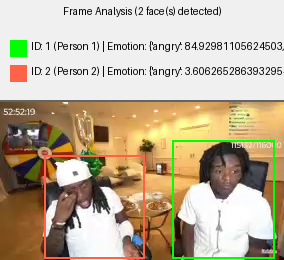 Frame Analysis (2 face(s) detected)
ID: 1 (Person 1) | Emotion: {'angry': 84.92981105624503,
ID: 2 (Person 2) | Emotion: {'angry': 3.606265286393295
52:52:19